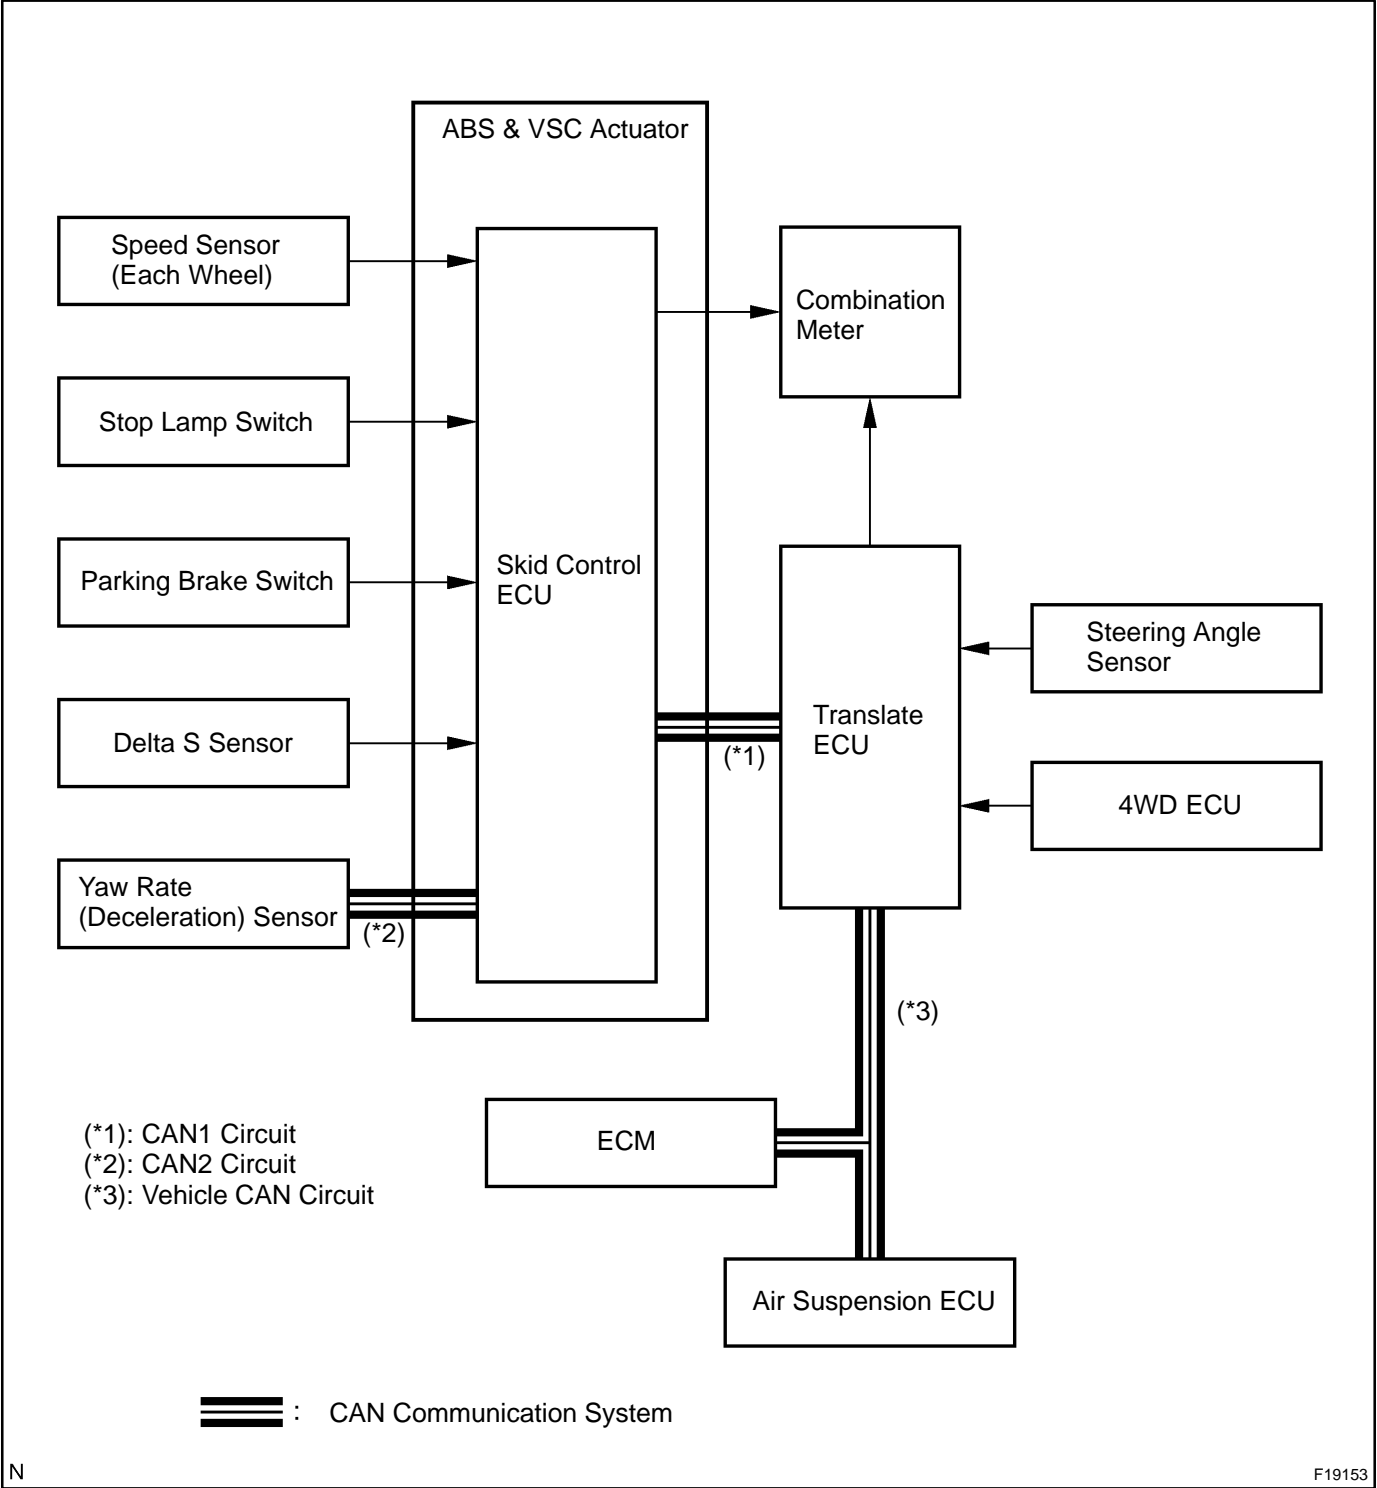 ABS & VSC Actuator
Speed Sensor
(Each Wheel)
Combination
Meter
Stop Lamp Switch
Skid Control
ECU
Parking Brake Switch
Steering Angle
Sensor
Translate
ECU
Delta S Sensor
(*1)
4WD ECU
Yaw Rate
(Deceleration) Sensor
(*2)
(*3)
ECM
(*1): CAN1 Circuit
(*2): CAN2 Circuit
(*3): Vehicle CAN Circuit
Air Suspension ECU
: CAN Communication System
N
F19153